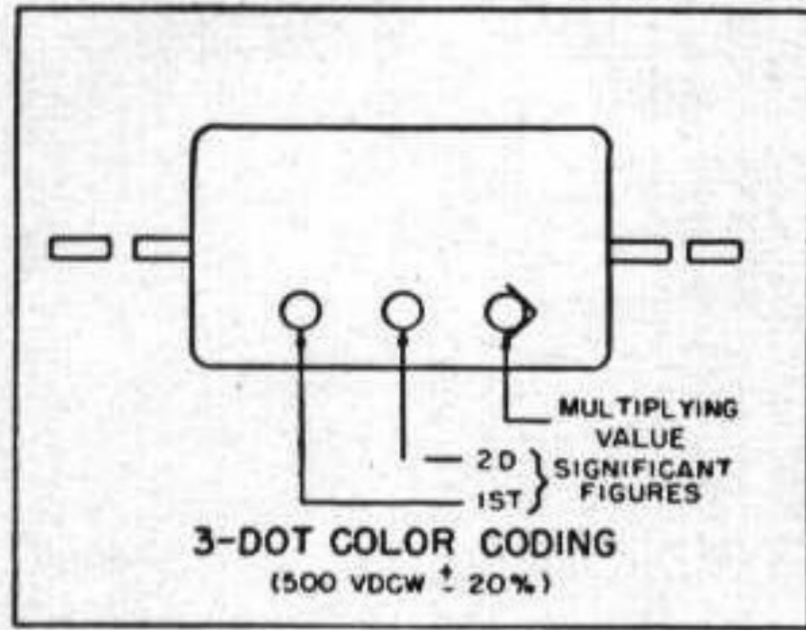 MULTIPLYING
VALUE
2D
1ST
SIGNIFICANT
FIGURES
3-DOT COLOR CODING
(500 VDCW ± 20%)